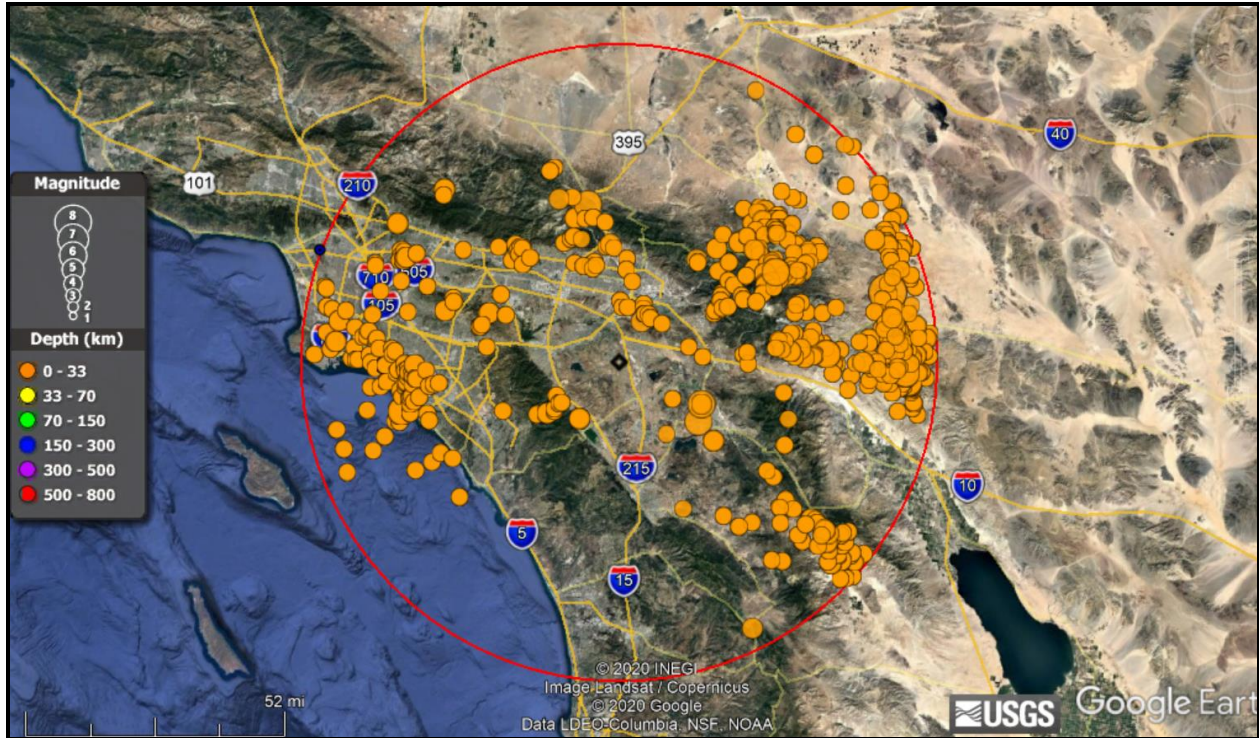 395
40
101
210
Magnitude
8
7
6
5
4
3
2
1
710
105
Depth (km)
0 - 33
33 - 70
70 - 150
150 - 300
300 - 500
500 - 800
215
10
5
15
© 2020 INEGI
Image Landsat / Copernicus
© 2020 Google
Data LDEO-Columbia, NSF, NOAA
52 mi
USGS
Google Eart